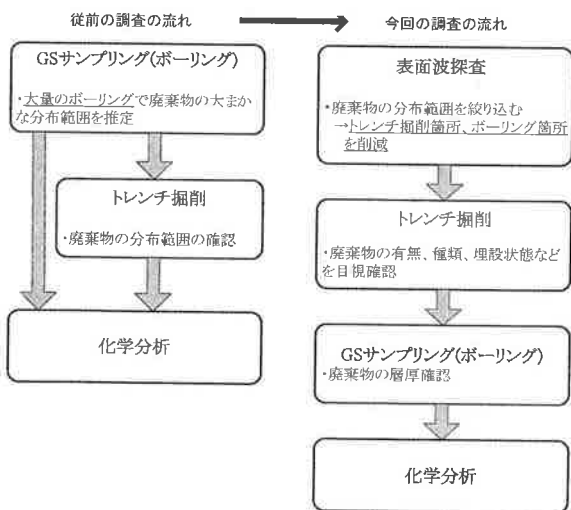 従前の調査の流れ
今回の調査の流れ
GSサンプリング(ボーリング)
・大量のボーリングで廃棄物の大まか
な分布範囲を推定
トレンチ掘削
・廃棄物の分布範囲の確認
化学分析
表面波探査
・廃棄物の分布範囲を絞り込む
→トレンチ掘削箇所、ボーリング箇所
を削減
トレンチ掘削
・廃棄物の有無、種類、埋設状態など
を目視確認
GSサンプリング(ボーリング)
・廃棄物の層厚確認
化学分析